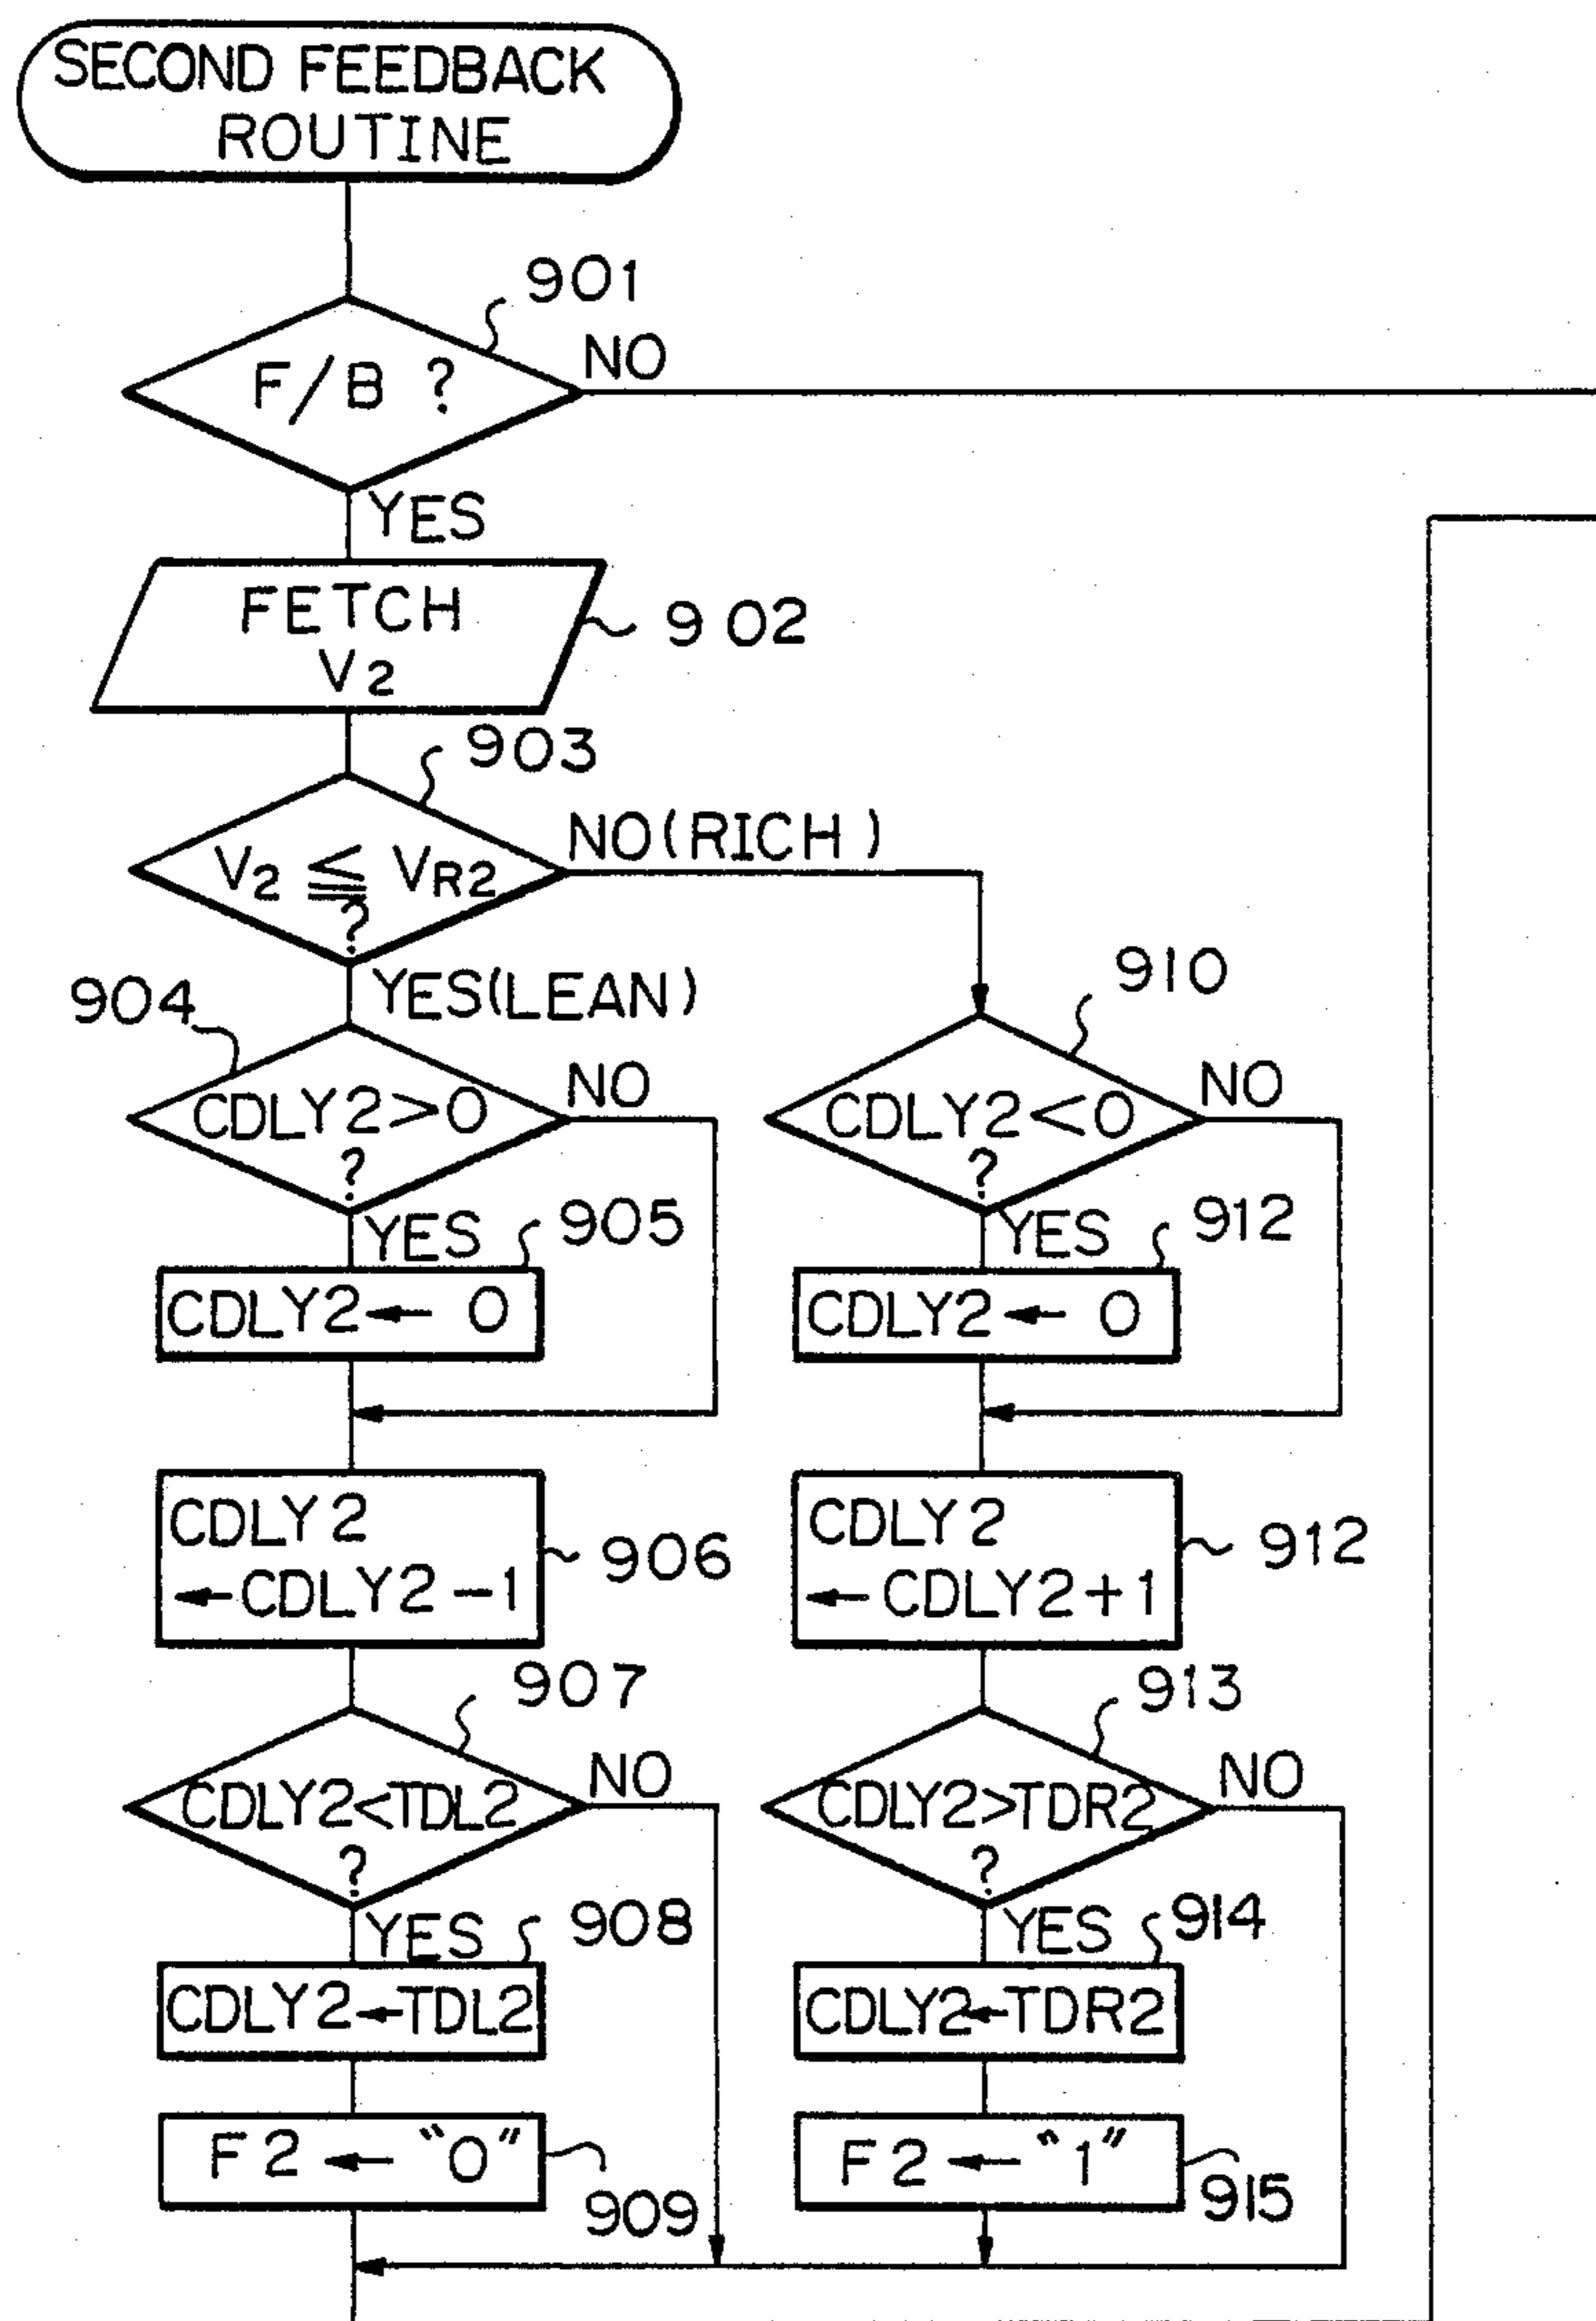 SECOND FEEDBACK
ROUTINE
901
F/B ?
NO
YES
FETCH
V2
902
903
V2 ≦ VR2
?
NO(RICH)
YES(LEAN)
904
CDLY2>0
?
NO
YES
905
CDLY2← 0
CDLY2
←CDLY2-1
906
907
CDLY2<TDL2
?
NO
YES
908
CDLY2←TDL2
F2 ← "0"
909
910
CDLY2<0
?
NO
YES
912
CDLY2← 0
CDLY2
← CDLY2+1
912
913
CDLY2>TDR2
?
NO
YES
914
CDLY2←TDR2
F2 ← "1"
915